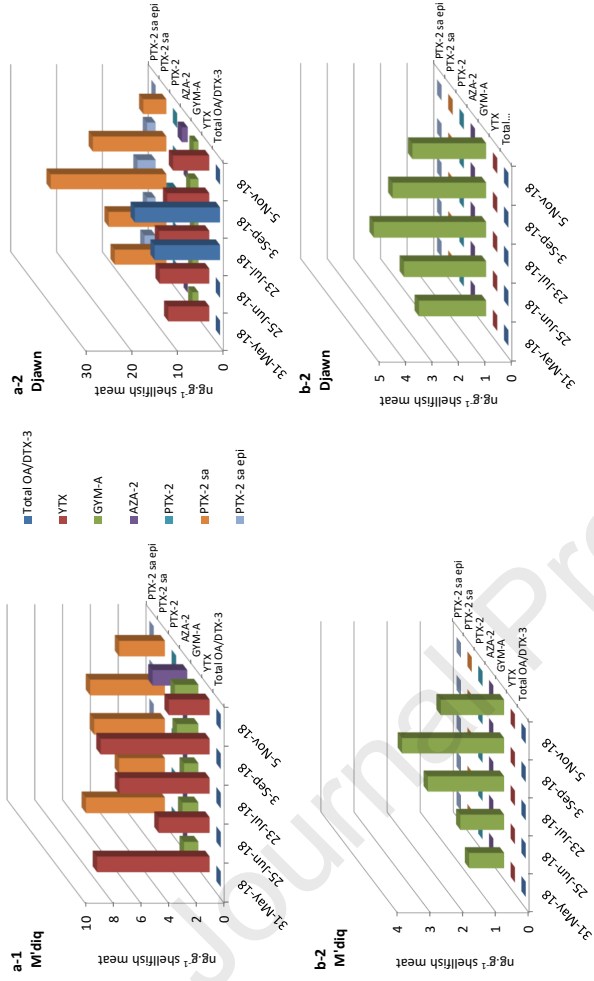 a-1
M'diq
ng.g⁻¹ shellfish meat
10
8
6
4
2
0
31-May-18
25-Jun-18
23-Jul-18
3-Sep-18
5-Nov-18
Total OA/DTX-3
YTX
GYM-A
AZA-2
PTX-2
PTX-2 sa
PTX-2 sa epi
Total OA/DTX-3
YTX
GYM-A
AZA-2
PTX-2
PTX-2 sa
PTX-2 sa epi
a-2
Djawn
ng.g⁻¹ shellfish meat
30
20
10
0
31-May-18
25-Jun-18
23-Jul-18
3-Sep-18
5-Nov-18
Total OA/DTX-3
YTX
GYM-A
AZA-2
PTX-2
PTX-2 sa
PTX-2 sa epi
b-2
M'diq
ng.g⁻¹ shellfish meat
4
3
2
1
0
31-May-18
25-Jun-18
23-Jul-18
3-Sep-18
5-Nov-18
Total OA/DTX-3
YTX
GYM-A
AZA-2
PTX-2
PTX-2 sa
PTX-2 sa epi
b-2
Djawn
ng.g⁻¹ shellfish meat
5
4
3
2
1
0
31-May-18
25-Jun-18
23-Jul-18
3-Sep-18
5-Nov-18
Total...
YTX
GYM-A
AZA-2
PTX-2
PTX-2 sa
PTX-2 sa epi
Journal Pre